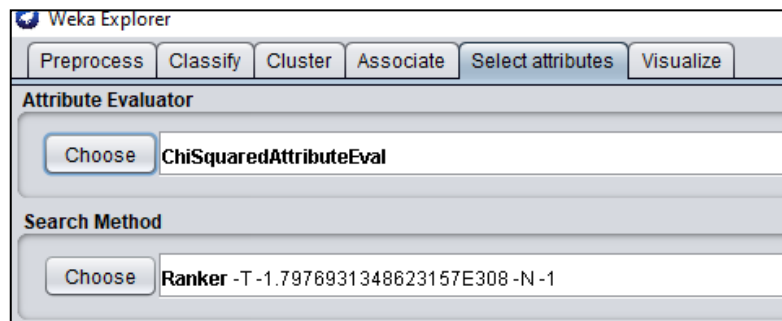 Weka Explorer
Preprocess Classify Cluster Associate Select attributes Visualize
Attribute Evaluator
Choose ChiSquaredAttributeEval
Search Method
Choose Ranker -T -1.7976931348623157E308 -N -1